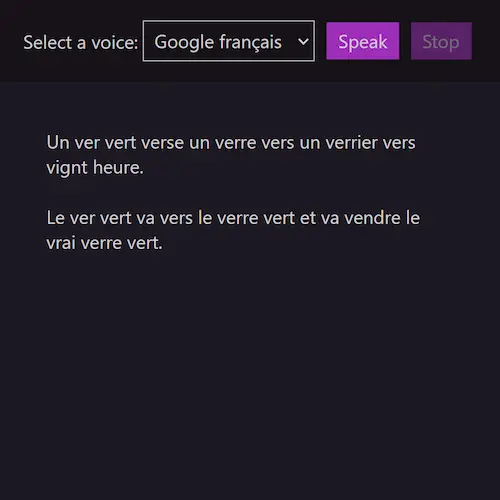 Select a voice: Google français Speak Stop
Un ver vert verse un verre vers un verrier vers
vignt heure.
Le ver vert va vers le verre vert et va vendre le
vrai verre vert.